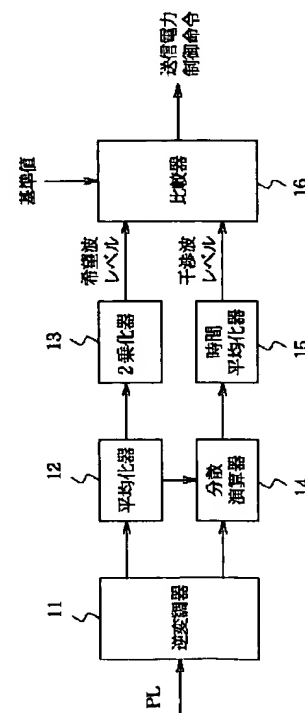 PL
11
逆変調器
12
平均化器
13
2乗化器
希望波
レベル
基準値
14
分散
演算器
15
時間
平均化器
干渉波
レベル
比較器
16
送信電力
制御命令